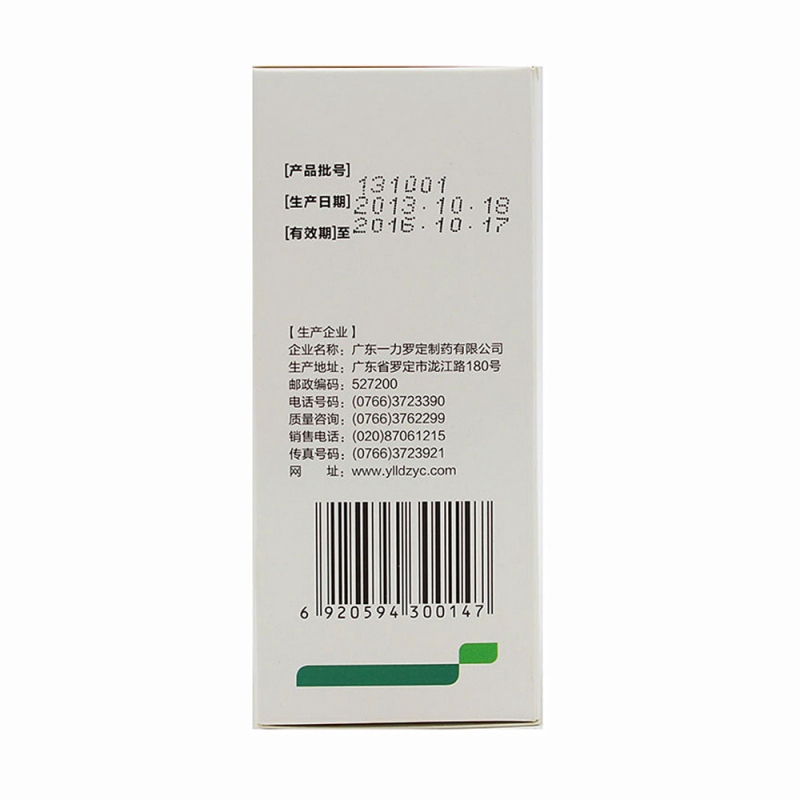 [产品批号]
131001
[生产日期]
2013.10.18
[有效期]至
2016.10.17
【生产企业】
企业名称：广东一力罗定制药有限公司
生产地址：广东省罗定市泷江路180号
邮政编码：527200
电话号码：(0766)3723390
质量咨询：(0766)3762299
销售电话：(020)87061215
传真号码：(0766)3723921
网 址：www.ylldzyc.com
6 920594 300147